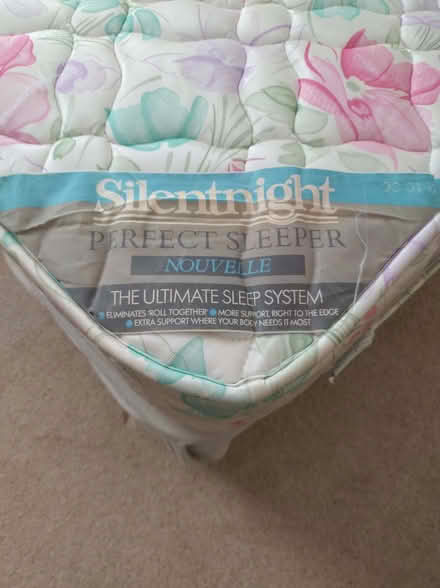 Silentnight
PERFECT SLEEPER
NOUVELLE
THE ULTIMATE SLEEP SYSTEM
• ELIMINATES 'ROLL TOGETHER' • MORE SUPPORT, RIGHT TO THE EDGE
• EXTRA SUPPORT WHERE YOUR BODY NEEDS IT MOST